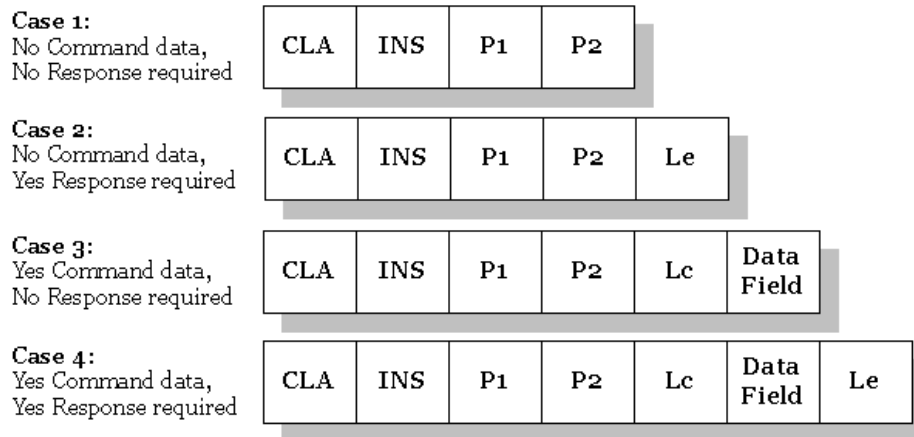 Case 1:
No Command data,
No Response required
CLA INS P1 P2
Case 2:
No Command data,
Yes Response required
CLA INS P1 P2 Le
Case 3:
Yes Command data,
No Response required
CLA INS P1 P2 Lc Data Field
Case 4:
Yes Command data,
Yes Response required
CLA INS P1 P2 Lc Data Field Le